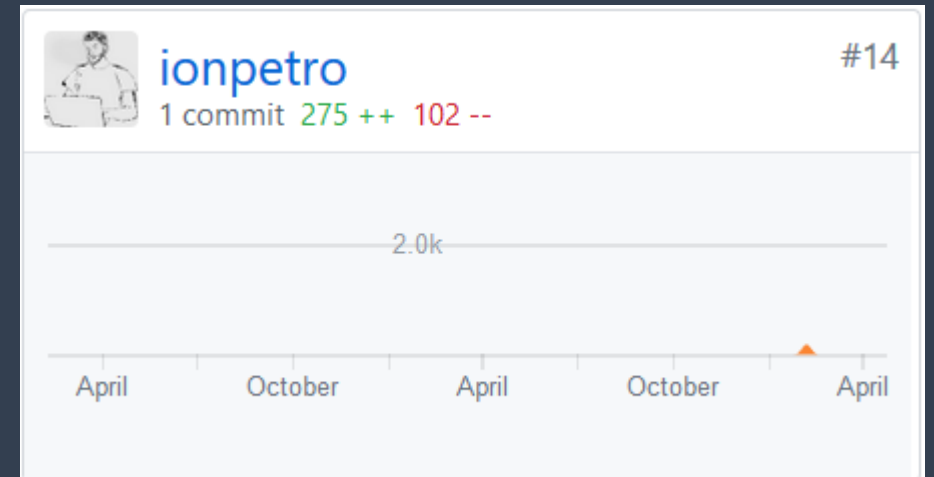 ionpetro
#14
1 commit 275 ++ 102 --
2.0k
April October April October April